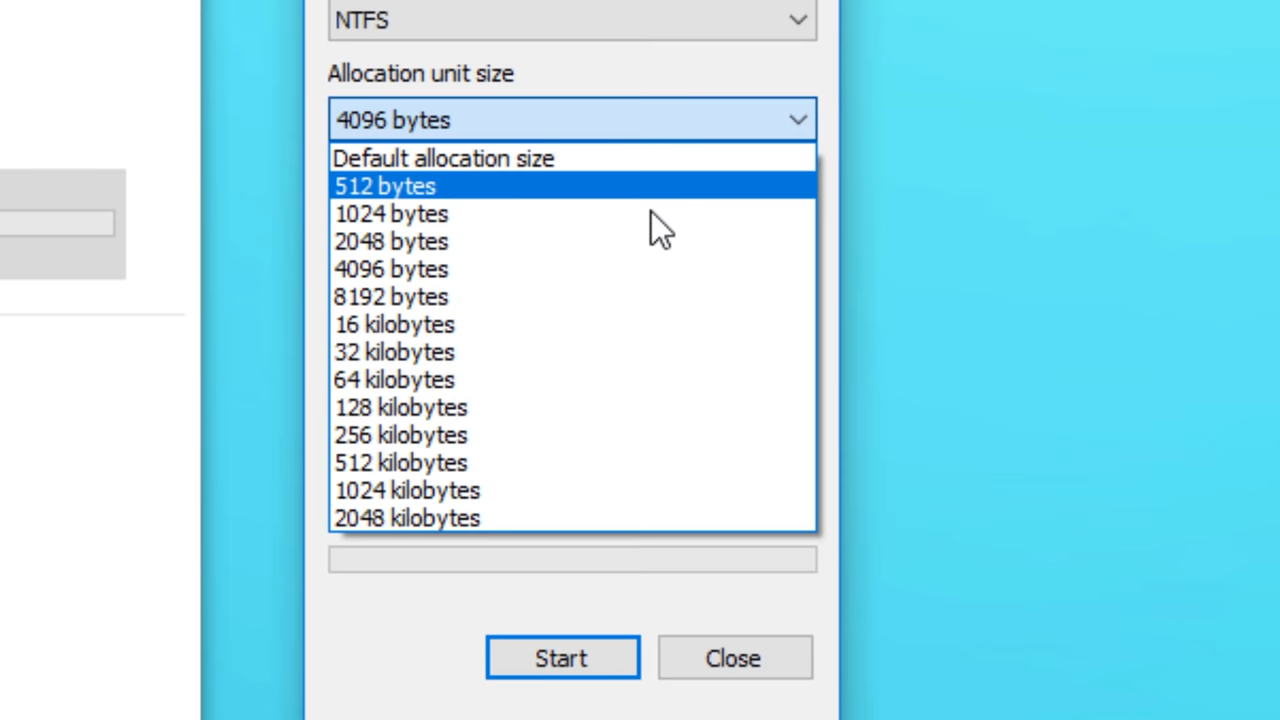 NTFS
Allocation unit size
4096 bytes
Default allocation size
512 bytes
1024 bytes
2048 bytes
4096 bytes
8192 bytes
16 kilobytes
32 kilobytes
64 kilobytes
128 kilobytes
256 kilobytes
512 kilobytes
1024 kilobytes
2048 kilobytes
Start Close